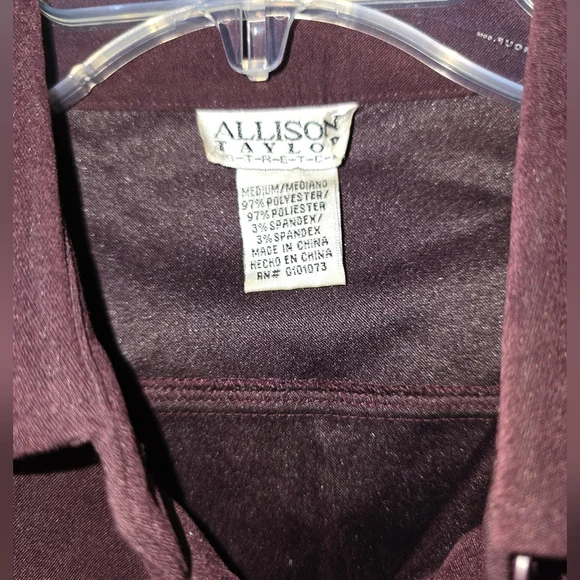 ALLISON
TAYLOR
S-T-R-E-T-C-H
MEDIUM/MEDIANO
97% POLYESTER/
97% POLIESTER
3% SPANDEX/
3% SPANDEX
MADE IN CHINA
HECHO EN CHINA
RN# 0101073